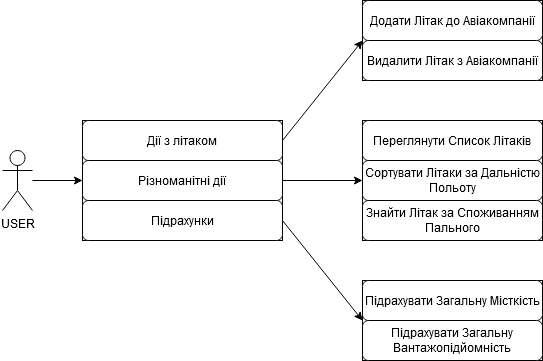 USER
Дії з літаком
Різноманітні дії
Підрахунки
Додати Літак до Авіакомпанії
Видалити Літак з Авіакомпанії
Переглянути Список Літаків
Сортувати Літаки за Дальністю
Польоту
Знайти Літак за Споживанням
Пального
Підрахувати Загальну Місткість
Підрахувати Загальну
Вантажопідйомність